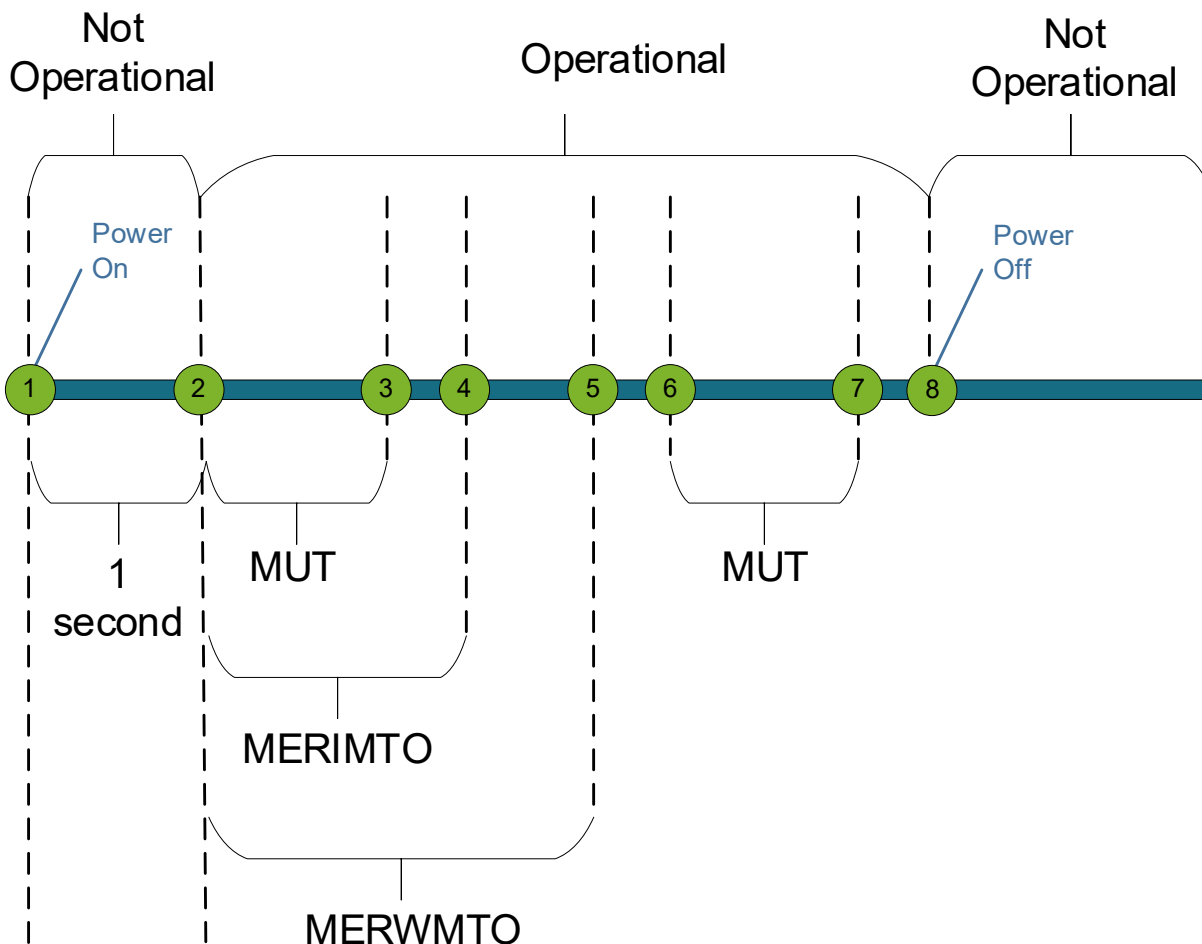 Not
Operational
Operational
Not
Operational
Power
On
Power
Off
1
2
3
4
5
6
7
8
1
second
MUT
MUT
MERIMTO
MERWMTO